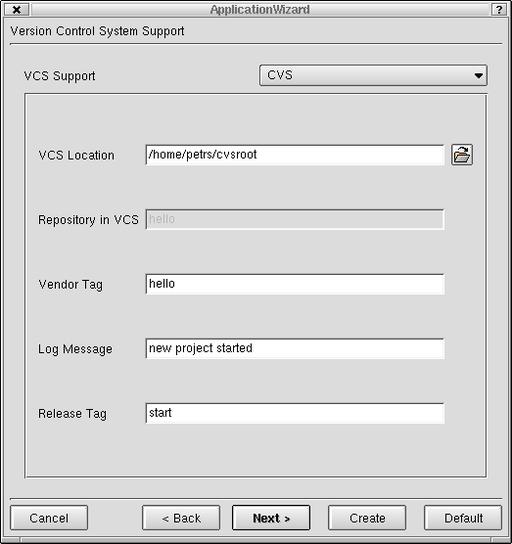 ApplicationWizard
Version Control System Support
VCS Support CVS
VCS Location /home/petrs/cvsroot
Repository in VCS hello
Vendor Tag hello
Log Message new project started
Release Tag start
Cancel < Back Next > Create Default